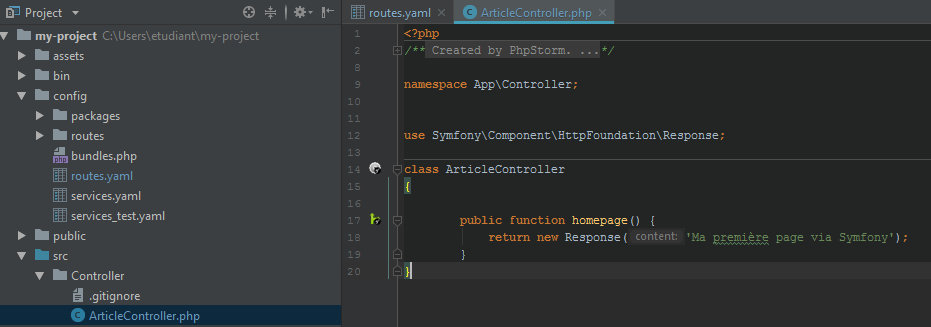 Project
my-project C:\Users\etudiant\my-project
assets
bin
config
packages
routes
bundles.php
routes.yaml
services.yaml
services_test.yaml
public
src
Controller
.gitignore
ArticleController.php
routes.yaml
ArticleController.php
1 <?php
2 /** Created by PhpStorm. ...*/
8
9 namespace App\Controller;
10
11
12 use Symfony\Component\HttpFoundation\Response;
13
14 class ArticleController
15 {
16
17 public function homepage() {
18 return new Response( content: 'Ma première page via Symfony');
19 }
20 }